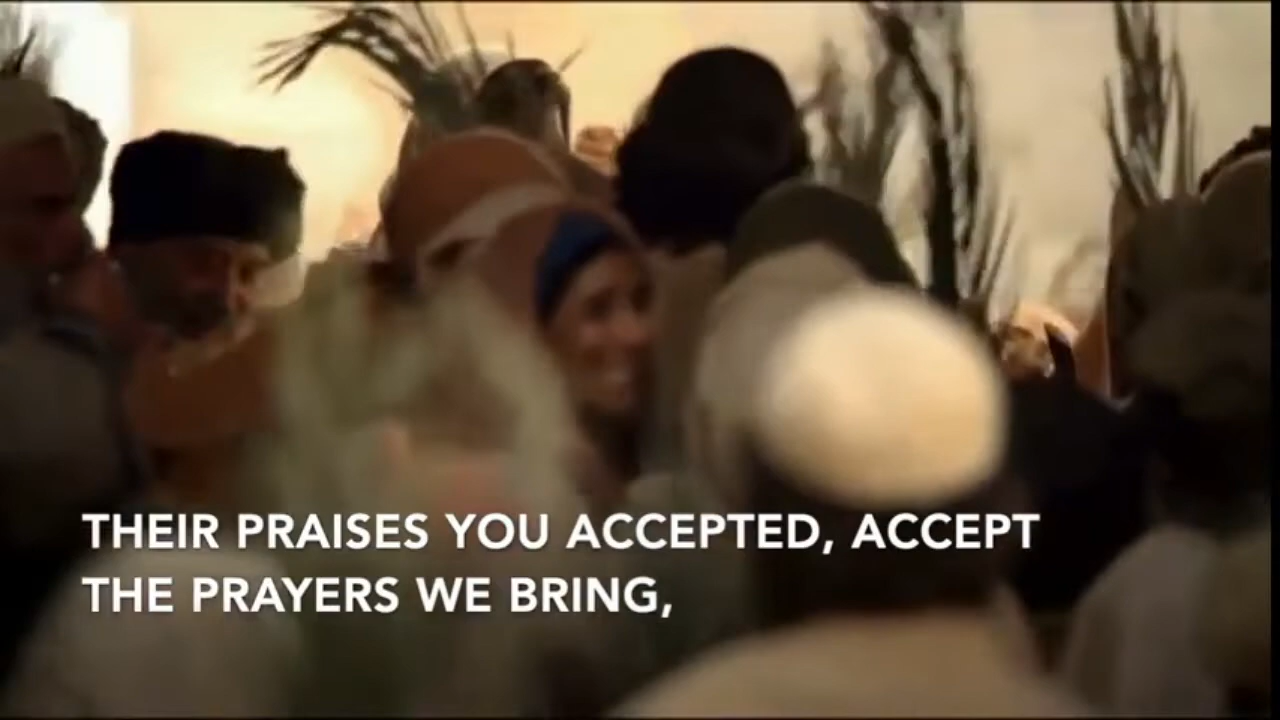 THEIR PRAISES YOU ACCEPTED, ACCEPT
THE PRAYERS WE BRING,